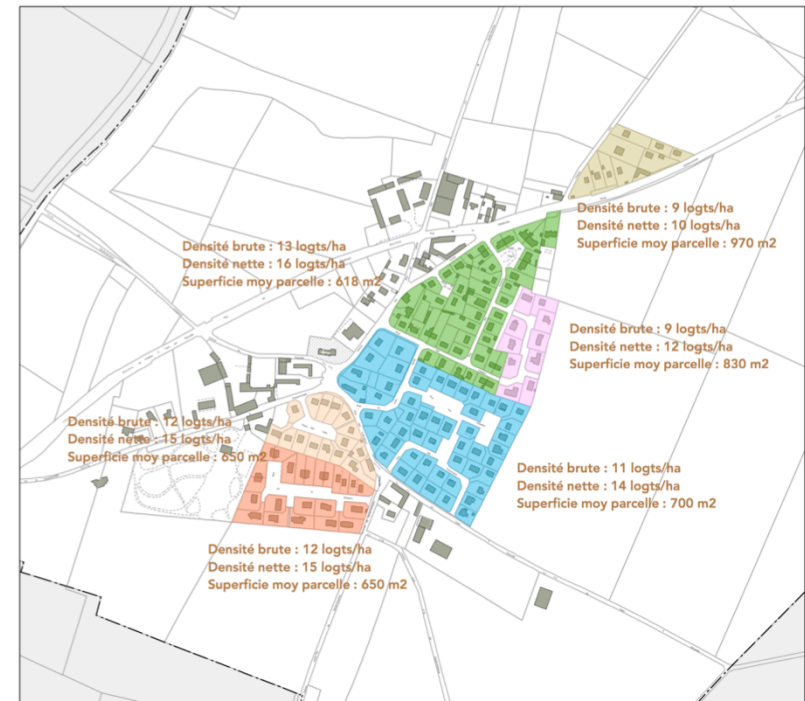 Densité brute : 9 logts/ha
Densité nette : 10 logts/ha
Superficie moy parcelle : 970 m2
Densité brute : 13 logts/ha
Densité nette : 16 logts/ha
Superficie moy parcelle : 618 m2
Densité brute : 9 logts/ha
Densité nette : 12 logts/ha
Superficie moy parcelle : 830 m2
Densité brute : 12 logts/ha
Densité nette : 15 logts/ha
Superficie moy parcelle : 650 m2
Densité brute : 11 logts/ha
Densité nette : 14 logts/ha
Superficie moy parcelle : 700 m2
Densité brute : 12 logts/ha
Densité nette : 15 logts/ha
Superficie moy parcelle : 650 m2